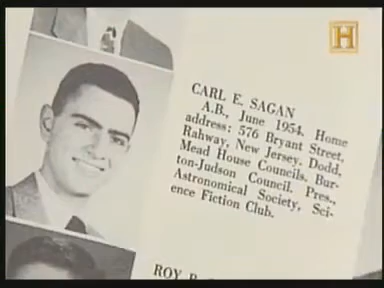 H
CARL E. SAGAN
A.B., June 1954. Home
address: 576 Bryant Street,
Rahway, New Jersey. Dodd,
Mead House Councils. Bur-
ton-Judson Council. Pres.,
Astronomical Society, Sci-
ence Fiction Club.
ROY